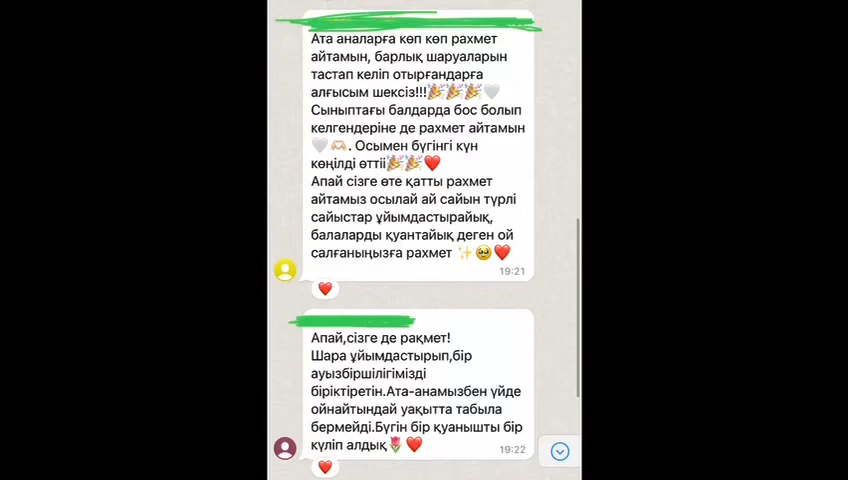 Ата аналарға көп көп рахмет
айтамын, барлық шаруаларын
тастап келіп отырғандарға
алғысым шексіз!!!🎉🎉🎉🤍
Сыныптағы балдарда бос болып
келгендеріне де рахмет айтамын
🤍🫶🏻. Осымен бүгінгі күн
көңілді өттіі🎉🎉❤️
Апай сізге өте қатты рахмет
айтамыз осылай ай сайын түрлі
сайыстар ұйымдастырайық,
балаларды қуантайық деген ой
салғаныңызға рахмет ✨🥹❤️
19:21
❤️
Апай,сізге де рақмет!
Шара ұйымдастырып,бір
ауызбіршілігімізді
біріктіретін.Ата-анамызбен үйде
ойнайтындай уақытта табыла
бермейді.Бүгін бір қуанышты бір
күліп алдық🌷❤️
19:22
❤️